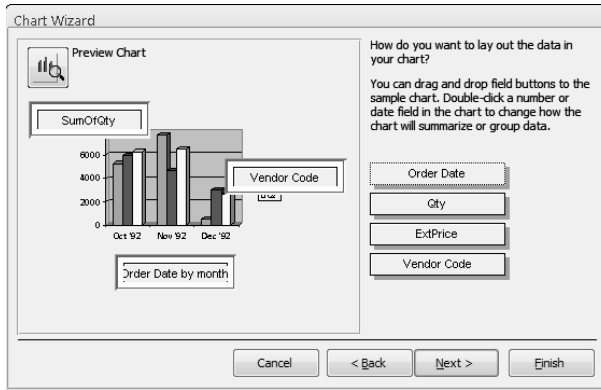 Chart Wizard
Preview Chart
SumOfQty
6000
4000
2000
0
Vendor Code
Oct '92 Nov '92 Dec '92
Order Date by month
How do you want to lay out the data in
your chart?
You can drag and drop field buttons to the
sample chart. Double-click a number or
date field in the chart to change how the
chart will summarize or group data.
Order Date
Qty
ExtPrice
Vendor Code
Cancel
< Back
Next >
Finish